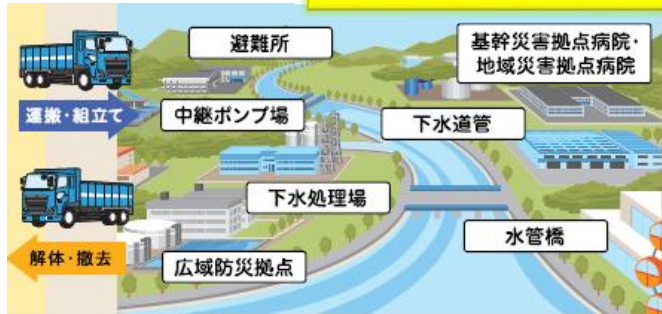 避難所
基幹災害拠点病院・
地域災害拠点病院
運搬・組立て
中継ポンプ場
下水道管
下水処理場
水管橋
解体・撤去
広域防災拠点